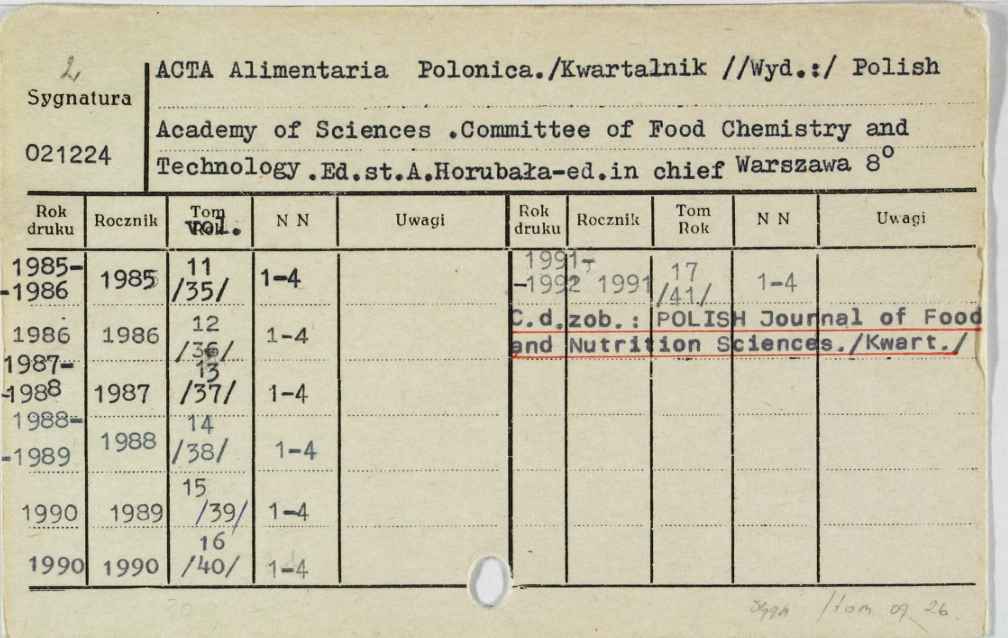 2,
ACTA Alimentaria Polonica./Kwartalnik //Wyd.:/ Polish
Sygnatura
Academy of Sciences .Committee of Food Chemistry and
021224
Technology.Ed.st.A.Horubała-ed.in chief Warszawa 8°
Rok druku Rocznik Tom Rok vol. N N Uwagi Rok druku Rocznik Tom Rok N N Uwagi
1985--1986 1985 11 /35/ 1-4 1991--1992 1991 17 /41/ 1-4
C.d.zob.: POLISH Journal of Food
1986 1986 12 /36/ 1-4 and Nutrition Sciences./Kwart./
1987--1988 1987 13 /37/ 1-4
1988--1989 1988 14 /38/ 1-4
1990 1989 15 /39/ 1-4
1990 1990 16 /40/ 1-4